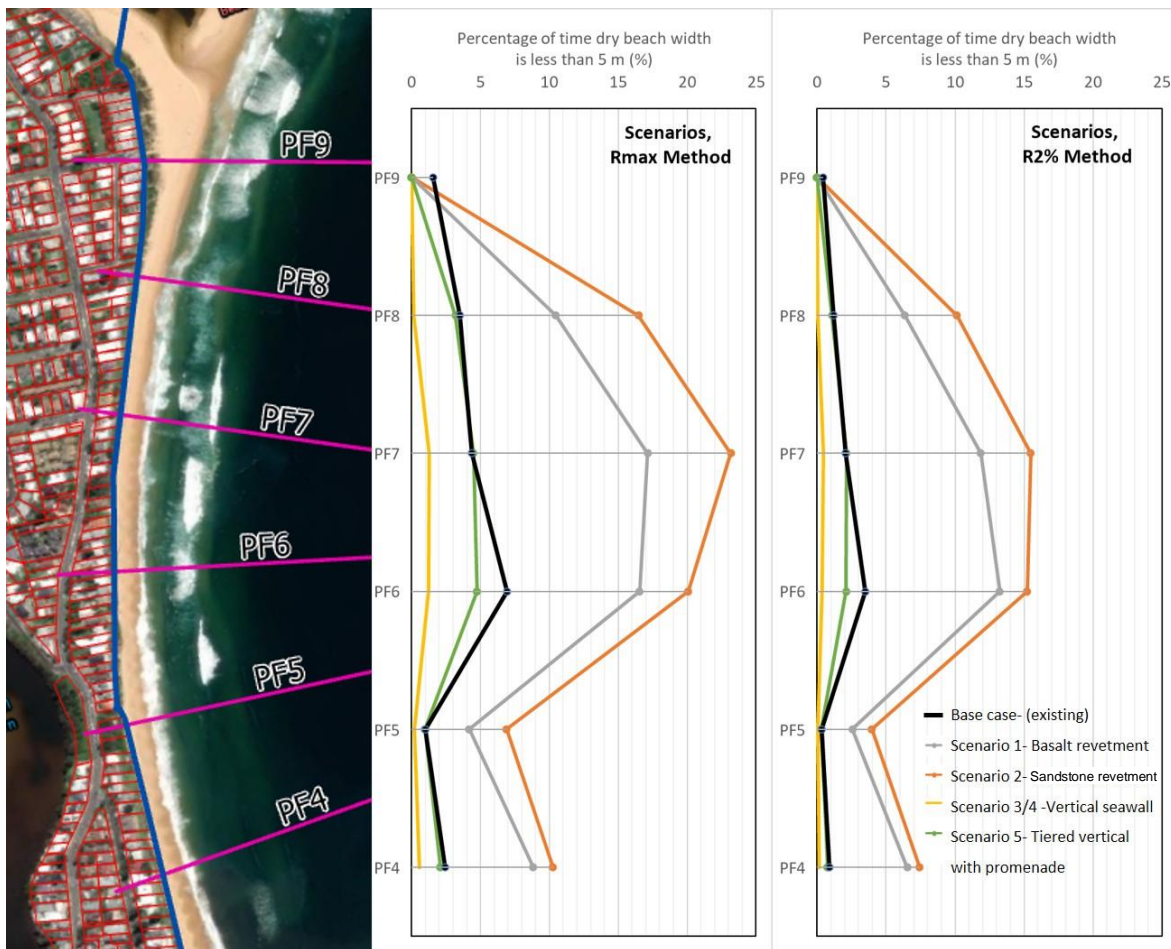 PF9
PF8
PF7
PF6
PF5
PF4
Percentage of time dry beach width
is less than 5 m (%)
0 5 10 15 20 25
Scenarios,
Rmax Method
PF9
PF8
PF7
PF6
PF5
PF4
Percentage of time dry beach width
is less than 5 m (%)
0 5 10 15 20 25
Scenarios,
R2% Method
PF9
PF8
PF7
PF6
PF5
PF4
Base case- (existing)
Scenario 1- Basalt revetment
Scenario 2- Sandstone revetment
Scenario 3/4 -Vertical seawall
Scenario 5- Tiered vertical
with promenade